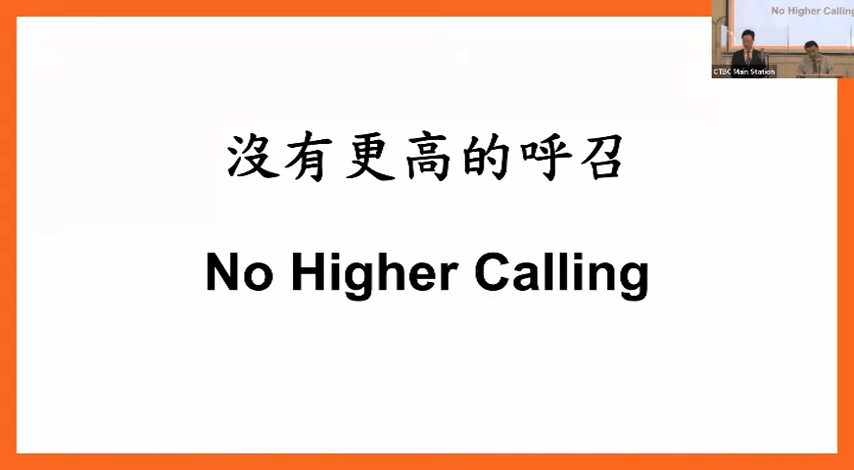 No Higher Calling
CTBC Main Station
沒有更高的呼召
No Higher Calling